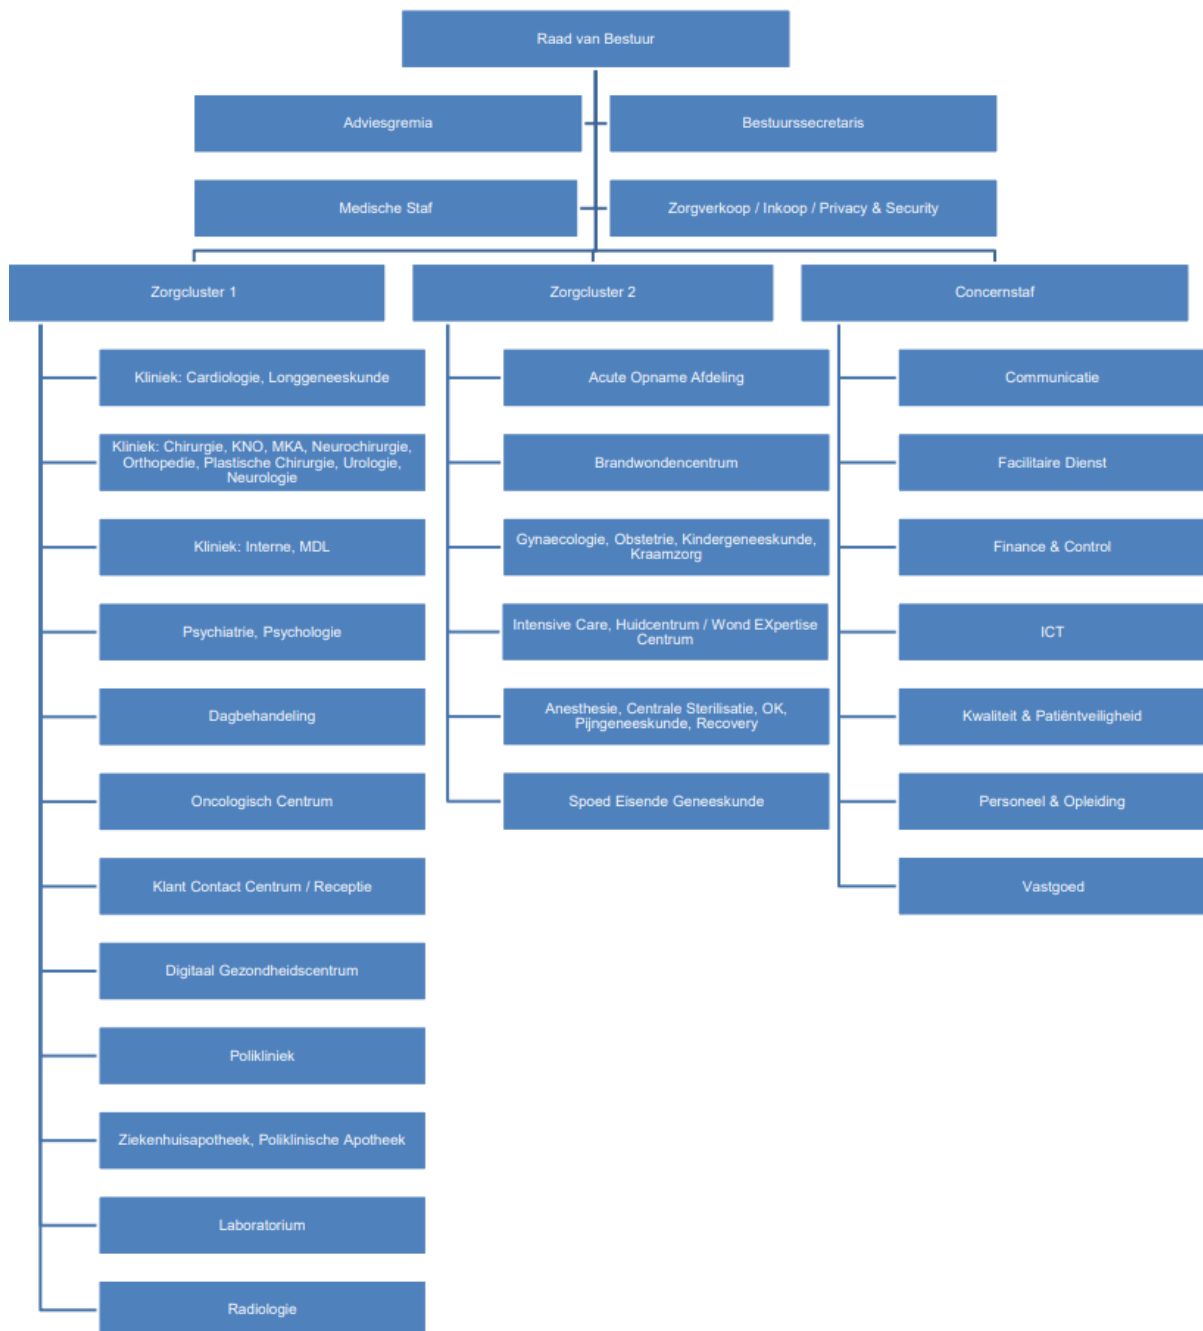 Raad van Bestuur
Adviesgremia
Bestuurssecretaris
Medische Staf
Zorgverkoop / Inkoop / Privacy & Security
Zorgcluster 1
Kliniek: Cardiologie, Longgeneeskunde
Kliniek: Chirurgie, KNO, MKA, Neurochirurgie,
Orthopedie, Plastische Chirurgie, Urologie,
Neurologie
Kliniek: Interne, MDL
Psychiatrie, Psychologie
Dagbehandeling
Oncologisch Centrum
Klant Contact Centrum / Receptie
Digitaal Gezondheidscentrum
Polikliniek
Ziekenhuisapotheek, Poliklinische Apotheek
Laboratorium
Radiologie
Zorgcluster 2
Acute Opname Afdeling
Brandwondencentrum
Gynaecologie, Obstetrie, Kindergeneeskunde,
Kraamzorg
Intensive Care, Huidcentrum / Wond EXpertise
Centrum
Anesthesie, Centrale Sterilisatie, OK,
Pijngeneeskunde, Recovery
Spoed Eisende Geneeskunde
Concernstaf
Communicatie
Facilitaire Dienst
Finance & Control
ICT
Kwaliteit & Patiëntveiligheid
Personeel & Opleiding
Vastgoed